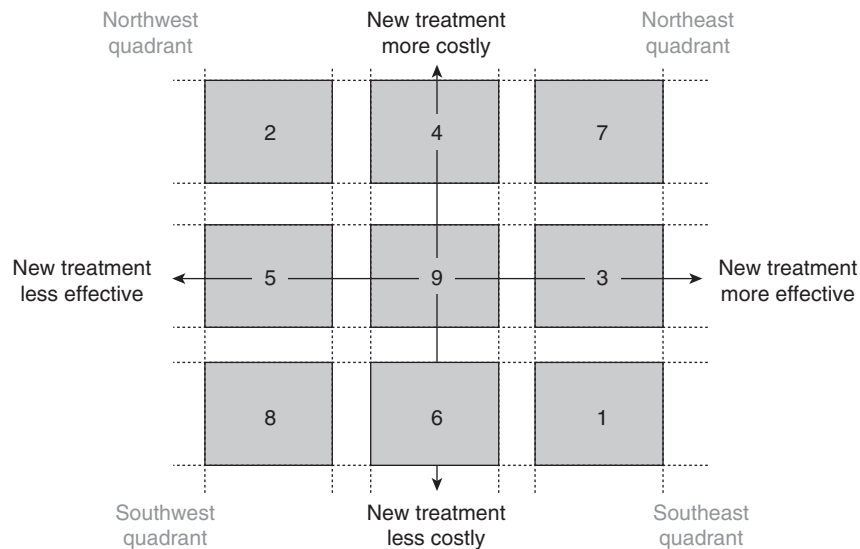 Northwest
quadrant
New treatment
more costly
Northeast
quadrant
2
4
7
New treatment
less effective
5
9
3
New treatment
more effective
8
6
1
Southwest
quadrant
New treatment
less costly
Southeast
quadrant